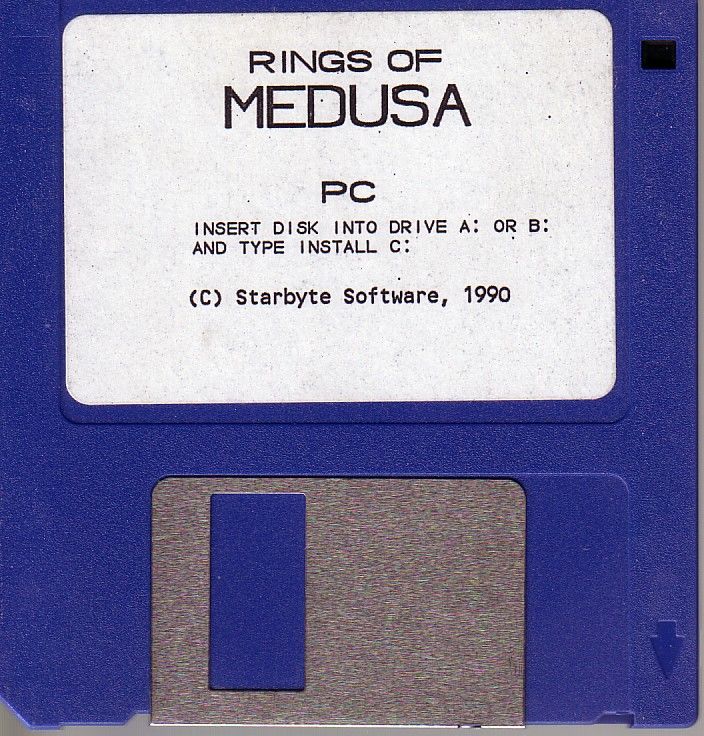 RINGS OF
MEDUSA
PC
INSERT DISK INTO DRIVE A: OR B:
AND TYPE INSTALL C:
(C) Starbyte Software, 1990